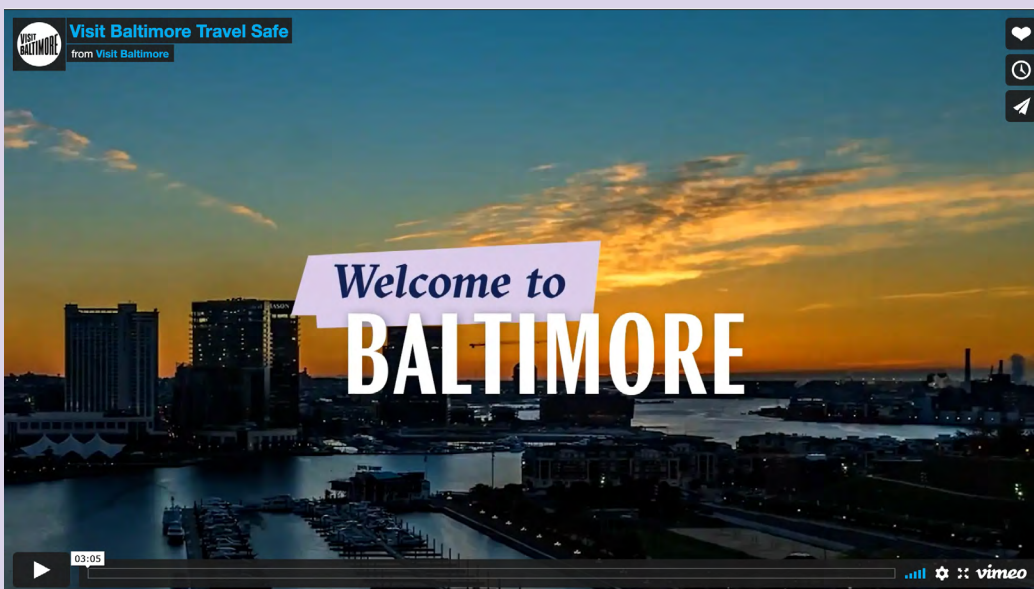 VISIT
BALTIMORE
Visit Baltimore Travel Safe
from Visit Baltimore
Welcome to
BALTIMORE
03:05
vimeo